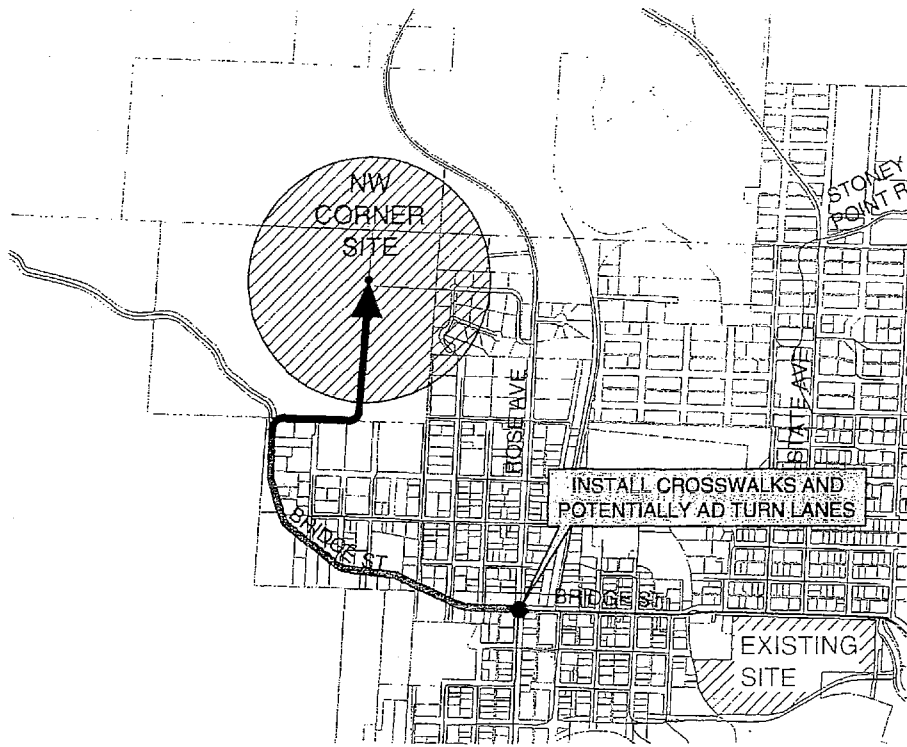 NW
CORNER
SITE
STONEY
POINT R
ROSE AVE
STATE AVE
INSTALL CROSSWALKS AND
POTENTIALLY AD TURN LANES
BRIDGE ST
BRIDGE ST
EXISTING
SITE